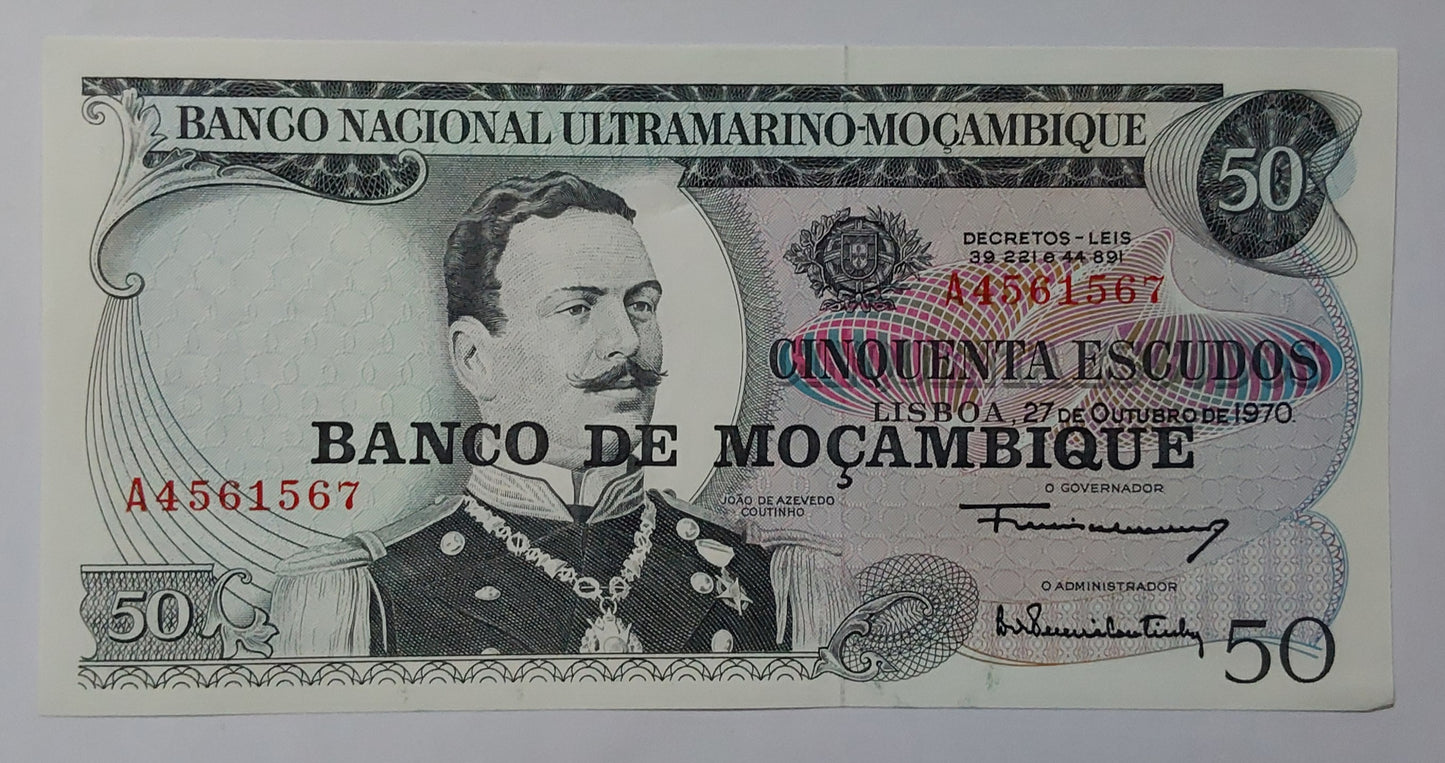 BANCO NACIONAL ULTRAMARINO-MOÇAMBIQUE
50
DECRETOS-LEIS
39 221 e 44 891
A4561567
CINQUENTA ESCUDOS
LISBOA, 27 DE OUTUBRO DE 1970.
BANCO DE MOÇAMBIQUE
A4561567
JOÃO DE AZEVEDO
COUTINHO
O GOVERNADOR
O ADMINISTRADOR
50
50